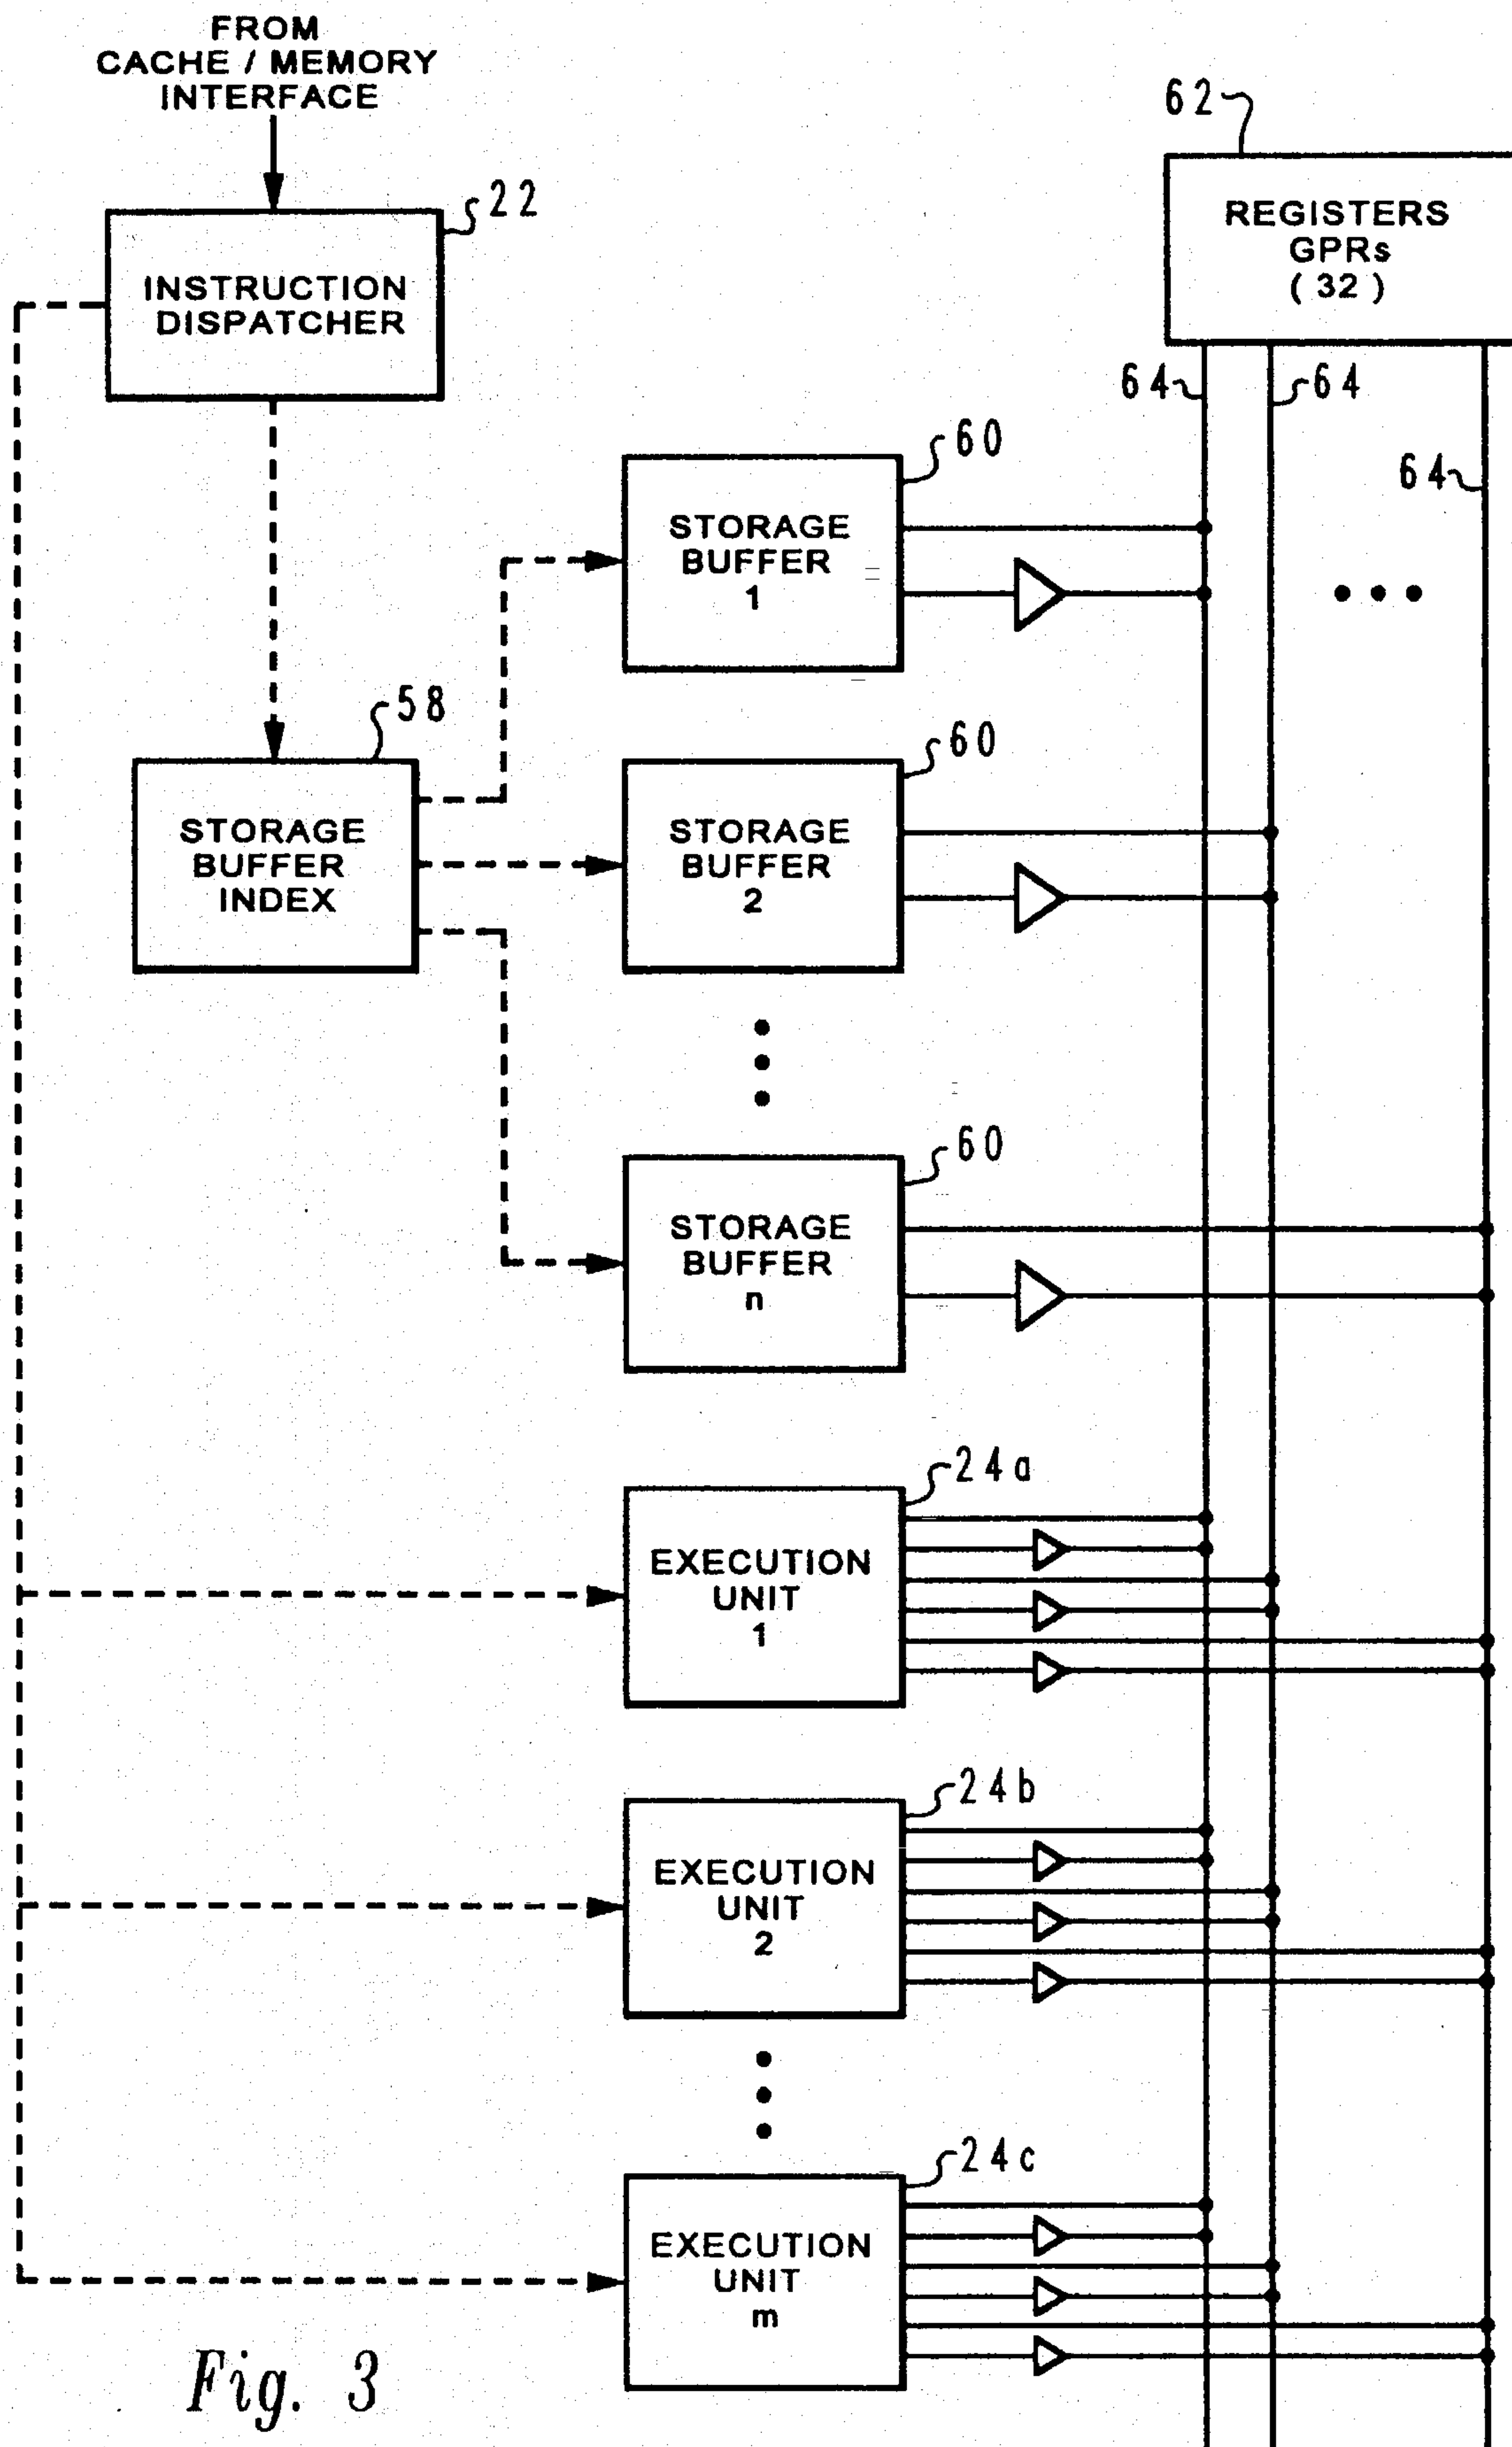 FROM
CACHE / MEMORY
INTERFACE
62
22
REGISTERS
GPRs
( 32 )
INSTRUCTION
DISPATCHER
64
64
64
60
STORAGE
BUFFER
1
58
60
STORAGE
BUFFER
INDEX
STORAGE
BUFFER
2
60
STORAGE
BUFFER
n
24a
EXECUTION
UNIT
1
24b
EXECUTION
UNIT
2
24c
EXECUTION
UNIT
m
Fig. 3